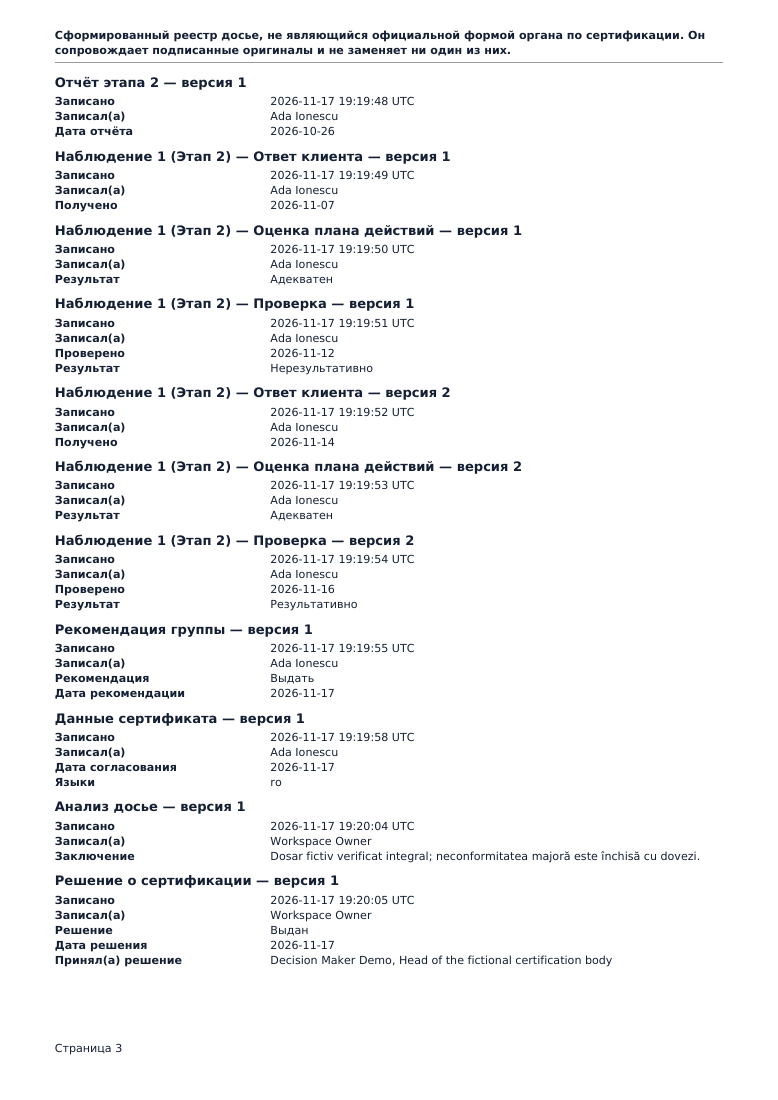 Сформированный реестр досье, не являющийся официальной формой органа по сертификации. Он
сопровождает подписанные оригиналы и не заменяет ни один из них.
Отчёт этапа 2 — версия 1
Записано 2026-11-17 19:19:48 UTC
Записал(а) Ada Ionescu
Дата отчёта 2026-10-26
Наблюдение 1 (Этап 2) — Ответ клиента — версия 1
Записано 2026-11-17 19:19:49 UTC
Записал(а) Ada Ionescu
Получено 2026-11-07
Наблюдение 1 (Этап 2) — Оценка плана действий — версия 1
Записано 2026-11-17 19:19:50 UTC
Записал(а) Ada Ionescu
Результат Адекватен
Наблюдение 1 (Этап 2) — Проверка — версия 1
Записано 2026-11-17 19:19:51 UTC
Записал(а) Ada Ionescu
Проверено 2026-11-12
Результат Нерезультативно
Наблюдение 1 (Этап 2) — Ответ клиента — версия 2
Записано 2026-11-17 19:19:52 UTC
Записал(а) Ada Ionescu
Получено 2026-11-14
Наблюдение 1 (Этап 2) — Оценка плана действий — версия 2
Записано 2026-11-17 19:19:53 UTC
Записал(а) Ada Ionescu
Результат Адекватен
Наблюдение 1 (Этап 2) — Проверка — версия 2
Записано 2026-11-17 19:19:54 UTC
Записал(а) Ada Ionescu
Проверено 2026-11-16
Результат Результативно
Рекомендация группы — версия 1
Записано 2026-11-17 19:19:55 UTC
Записал(а) Ada Ionescu
Рекомендация Выдать
Дата рекомендации 2026-11-17
Данные сертификата — версия 1
Записано 2026-11-17 19:19:58 UTC
Записал(а) Ada Ionescu
Дата согласования 2026-11-17
Языки ro
Анализ досье — версия 1
Записано 2026-11-17 19:20:04 UTC
Записал(а) Workspace Owner
Заключение Dosar fictiv verificat integral; neconformitatea majoră este închisă cu dovezi.
Решение о сертификации — версия 1
Записано 2026-11-17 19:20:05 UTC
Записал(а) Workspace Owner
Решение Выдан
Дата решения 2026-11-17
Принял(а) решение Decision Maker Demo, Head of the fictional certification body
Страница 3